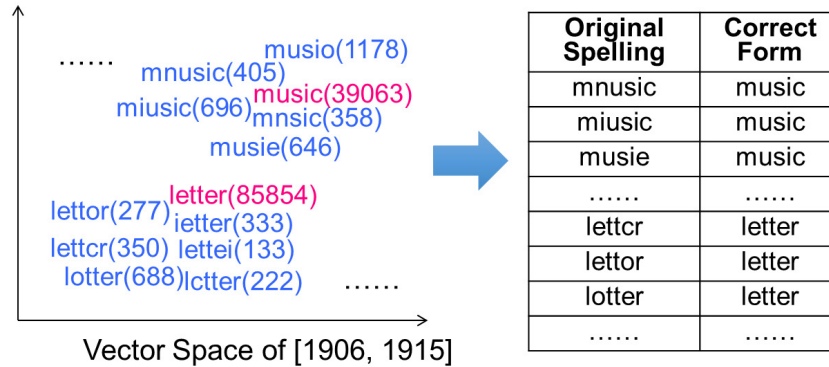 musio(1178)
......
mnusic(405)
music(39063)
miusic(696)
mnsic(358)
musie(646)
letter(85854)
lettor(277)
ietter(333)
lettcr(350)
lettei(133)
lotter(688)
lctter(222)
......
Vector Space of [1906, 1915]
Original Spelling
Correct Form
mnusic music
miusic music
musie music
...... ......
lettcr letter
lettor letter
lotter letter
...... ......